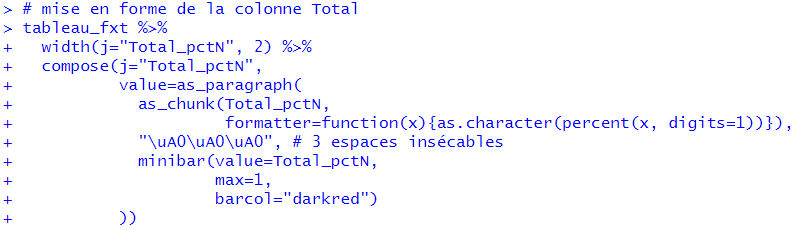 > # mise en forme de la colonne Total
> tableau_fxt %>%
+   width(j="Total_pctN", 2) %>%
+   compose(j="Total_pctN",
+           value=as_paragraph(
+             as_chunk(Total_pctN,
+                      formatter=function(x){as.character(percent(x, digits=1))}),
+             "\uA0\uA0\uA0", # 3 espaces insécables
+             minibar(value=Total_pctN,
+                     max=1,
+                     barcol="darkred")
+           ))